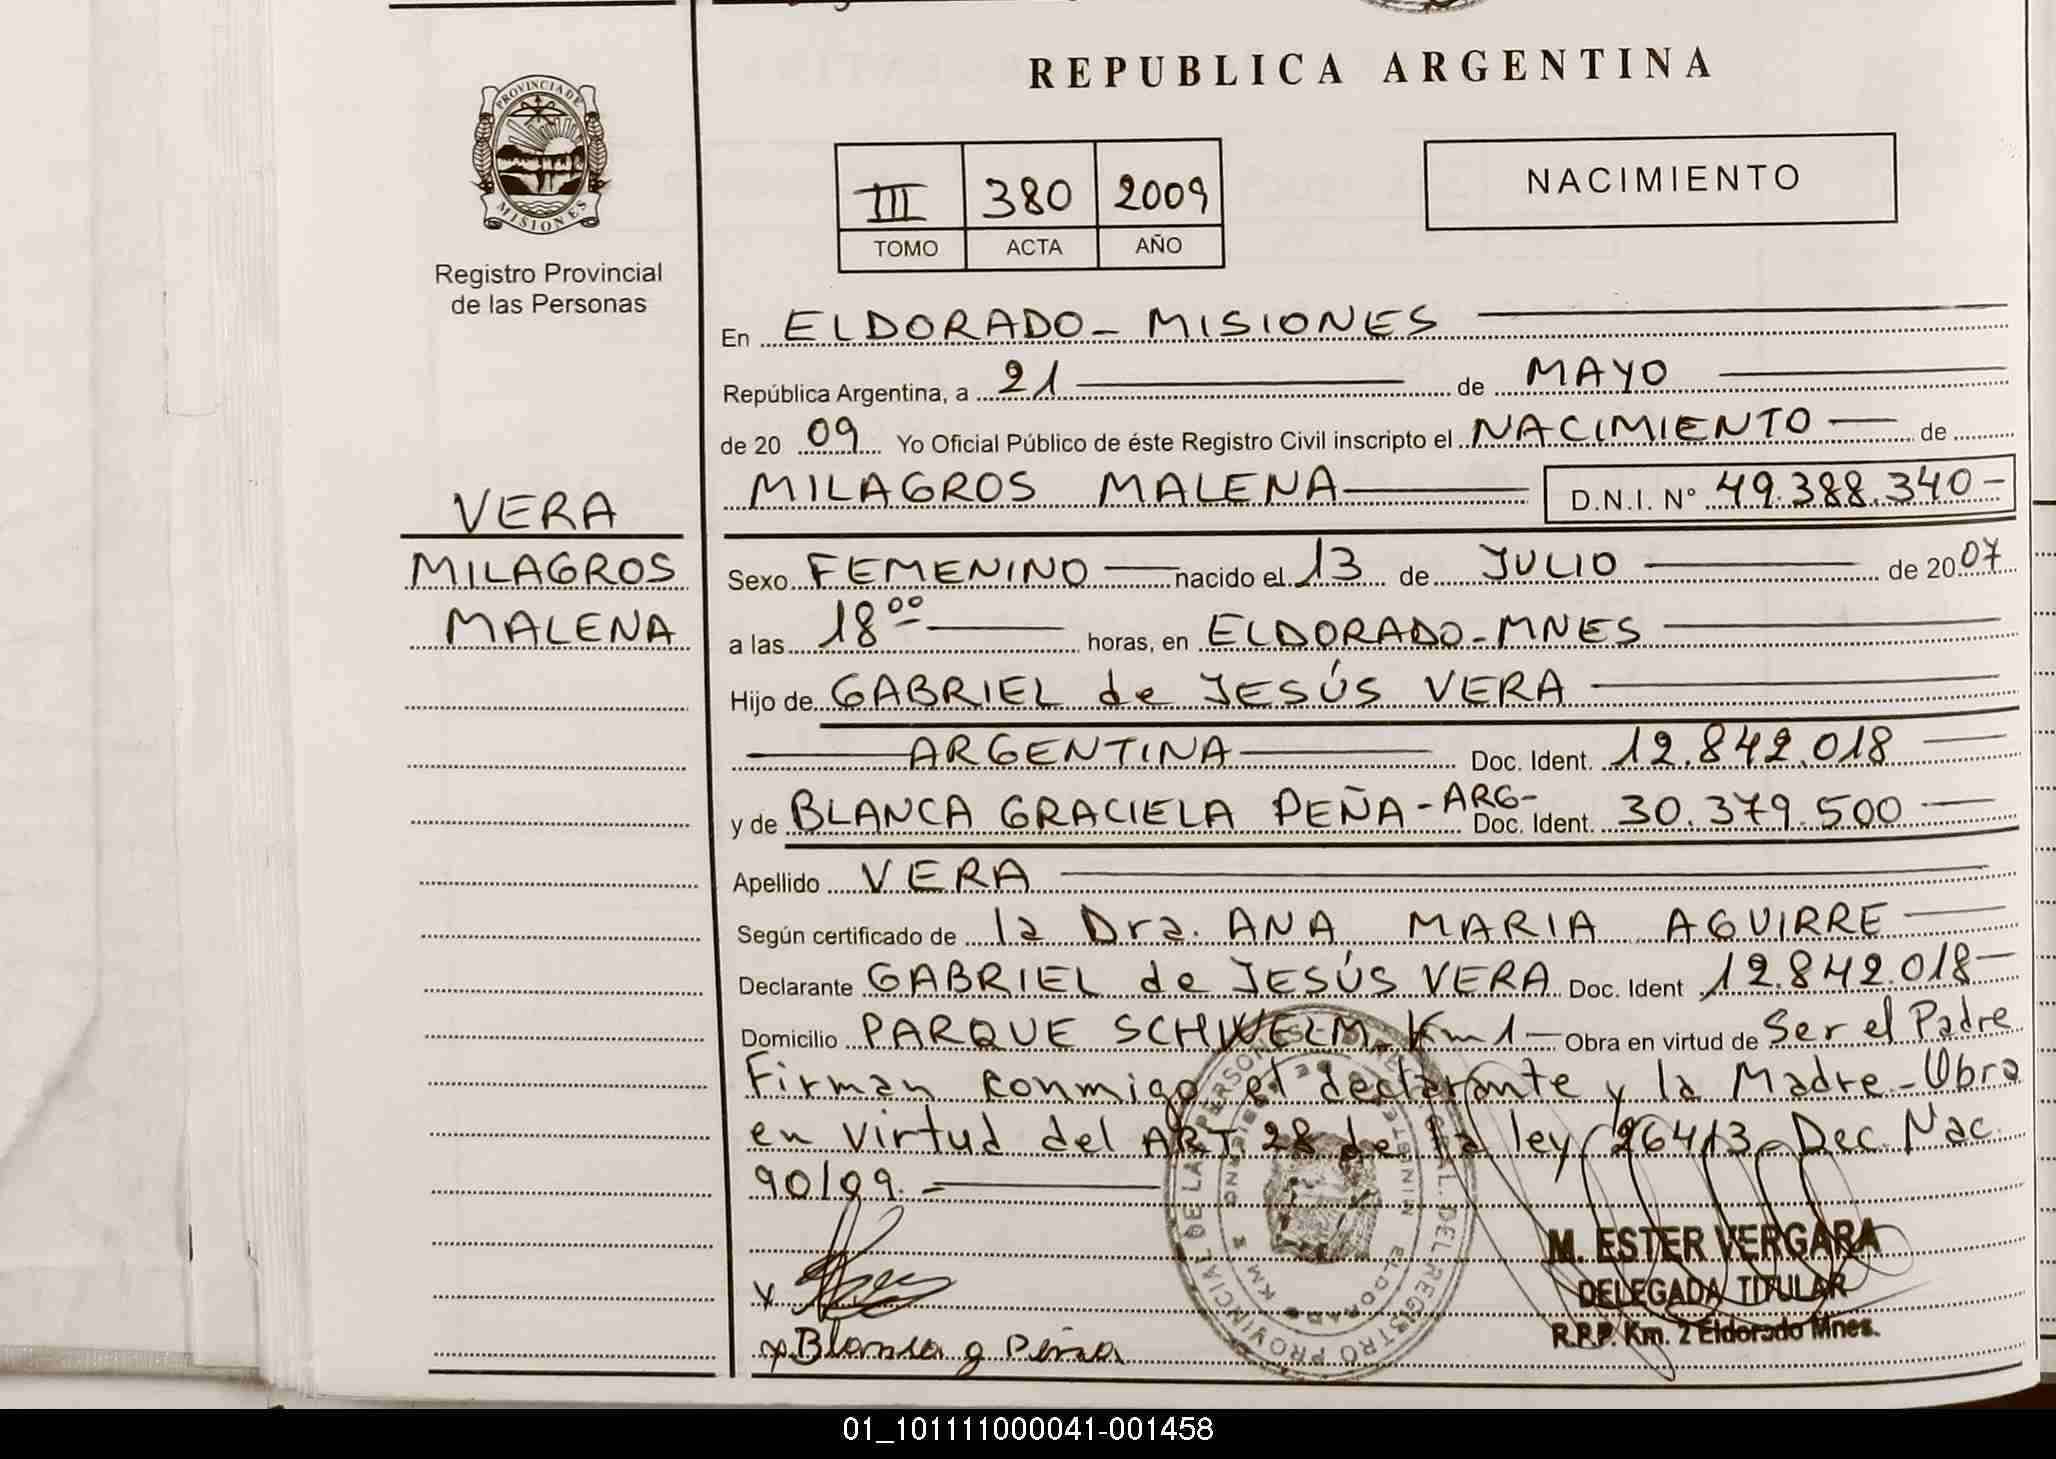 REPUBLICA ARGENTINA
PROVINCIA DE
MISIONES
Registro Provincial
de las Personas
III 380 2009
TOMO ACTA AÑO
NACIMIENTO
En ELDORADO - MISIONES
República Argentina, a 21 de MAYO
de 20 09 Yo Oficial Público de éste Registro Civil inscripto el NACIMIENTO de
MILAGROS MALENA D.N.I. N° 49.388.340-
VERA
MILAGROS
MALENA
Sexo FEMENINO nacido el 13 de JULIO de 2007
a las 18 00 horas, en ELDORADO - MNES
Hijo de GABRIEL de JESÚS VERA
ARGENTINA Doc. Ident. 12.842.018
y de BLANCA GRACIELA PEÑA - ARG- Doc. Ident. 30.379.500
Apellido VERA
Según certificado de la Dra. ANA MARIA AGUIRRE
Declarante GABRIEL de JESÚS VERA Doc. Ident 12.842.018-
Domicilio PARQUE SCHWELM Km 1 - Obra en virtud de Ser el Padre
Firman conmigo el declarante y la Madre - Obra
en virtud del ART. 28 de la ley 26413 - Dec. Nac.
90/09. -
M. ESTER VERGARA
DELEGADA TITULAR
R.P.P. Km. 2 Eldorado Mnes.
x Blanca g Peña
01_101111000041-001458